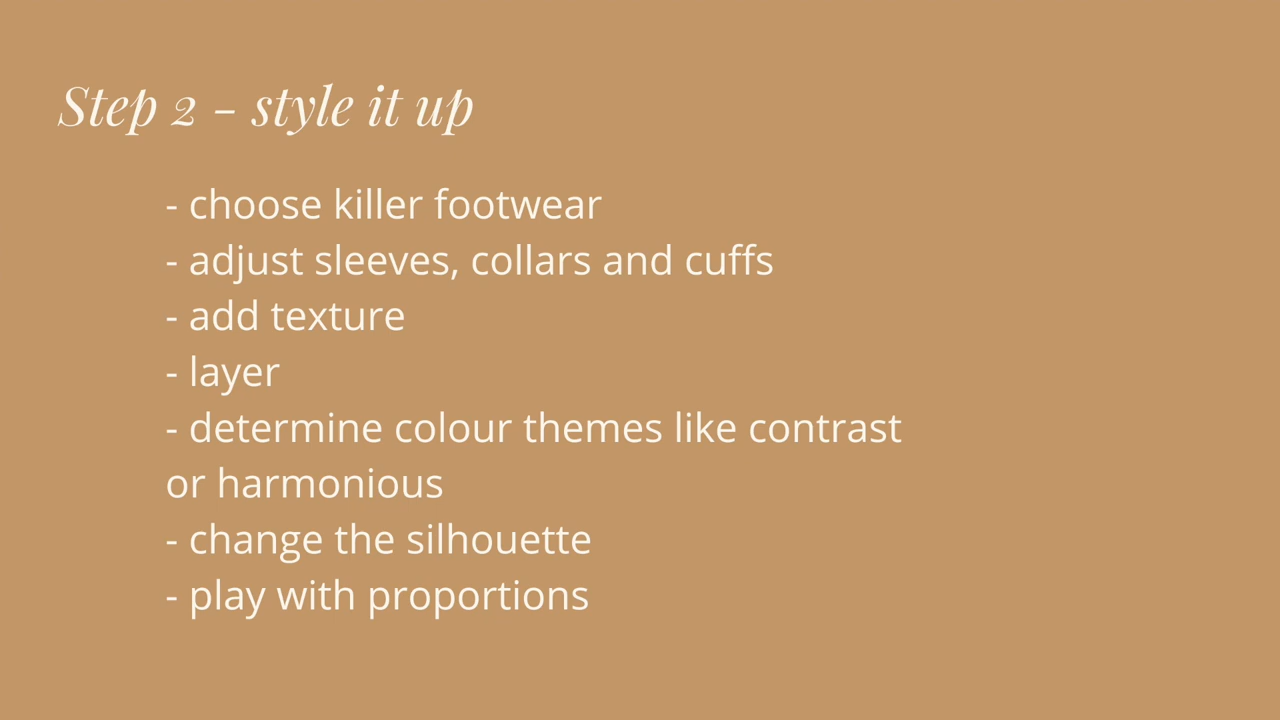 Step 2 – style it up
- choose killer footwear
- adjust sleeves, collars and cuffs
- add texture
- layer
- determine colour themes like contrast
or harmonious
- change the silhouette
- play with proportions